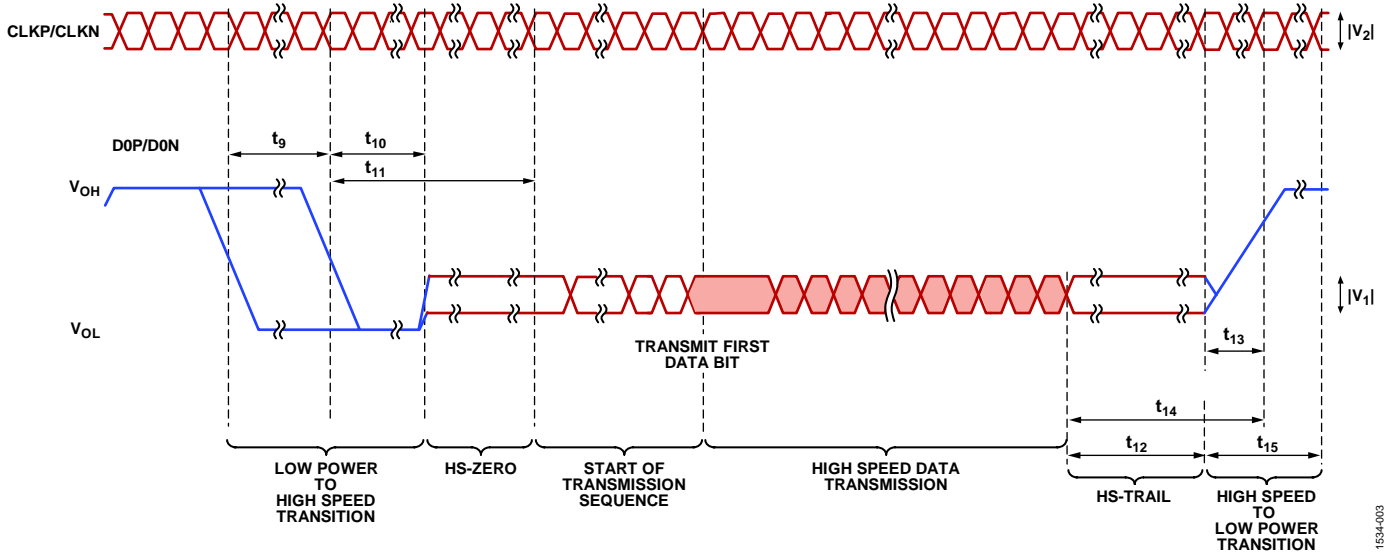 CLKP/CLKN
|V2|
D0P/D0N
t9
t10
t11
VOH
VOL
|V1|
TRANSMIT FIRST
DATA BIT
t13
t14
t12
t15
LOW POWER
TO
HIGH SPEED
TRANSITION
HS-ZERO
START OF
TRANSMISSION
SEQUENCE
HIGH SPEED DATA
TRANSMISSION
HS-TRAIL
HIGH SPEED
TO
LOW POWER
TRANSITION
1534-003